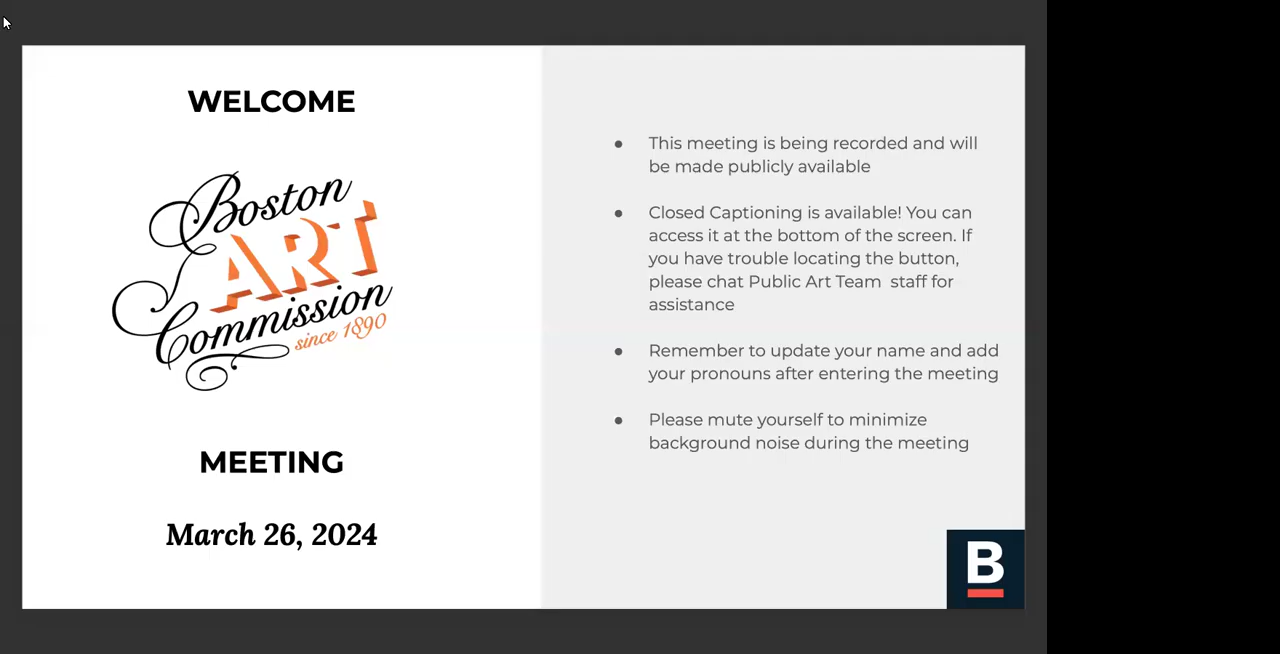 WELCOME
Boston
ART
Commission
since 1890
MEETING
March 26, 2024
● This meeting is being recorded and will
be made publicly available
● Closed Captioning is available! You can
access it at the bottom of the screen. If
you have trouble locating the button,
please chat Public Art Team  staff for
assistance
● Remember to update your name and add
your pronouns after entering the meeting
● Please mute yourself to minimize
background noise during the meeting
B